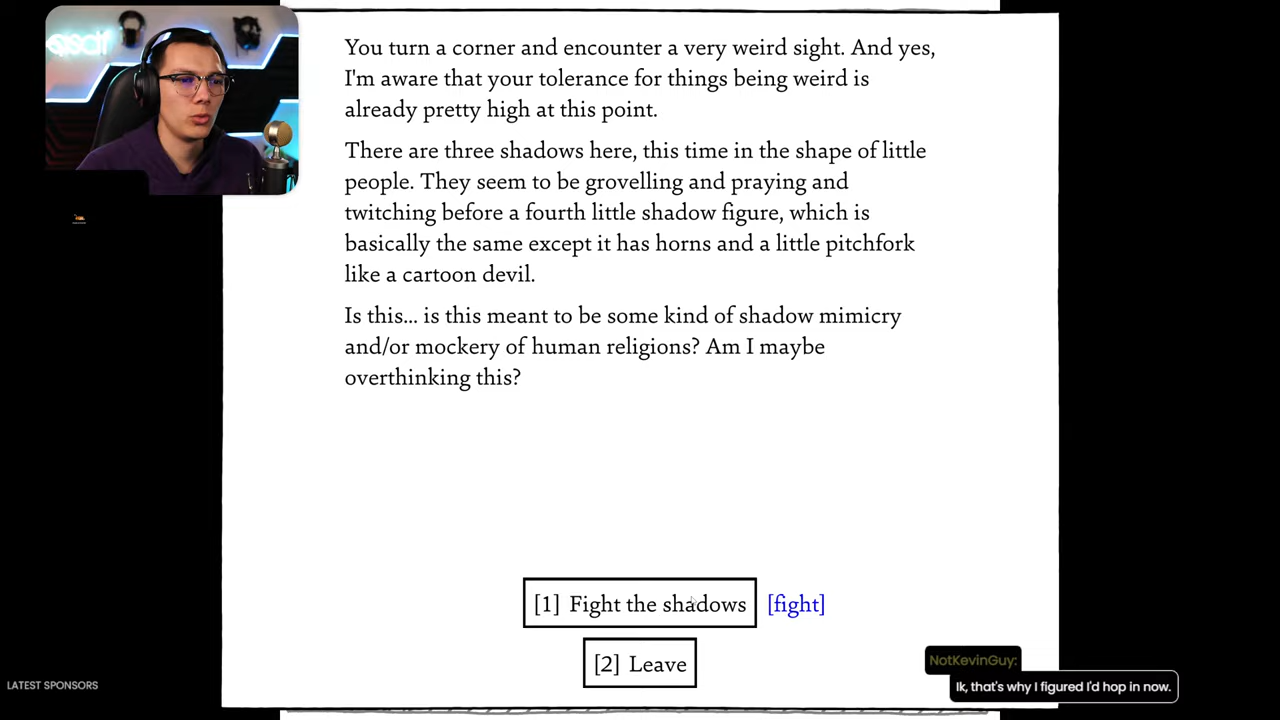 You turn a corner and encounter a very weird sight. And yes,
I'm aware that your tolerance for things being weird is
already pretty high at this point.
There are three shadows here, this time in the shape of little
people. They seem to be grovelling and praying and
twitching before a fourth little shadow figure, which is
basically the same except it has horns and a little pitchfork
like a cartoon devil.
Is this... is this meant to be some kind of shadow mimicry
and/or mockery of human religions? Am I maybe
overthinking this?
[1] Fight the shadows [fight]
[2] Leave
NotKevinGuy:
Ik, that's why I figured I'd hop in now.
LATEST SPONSORS